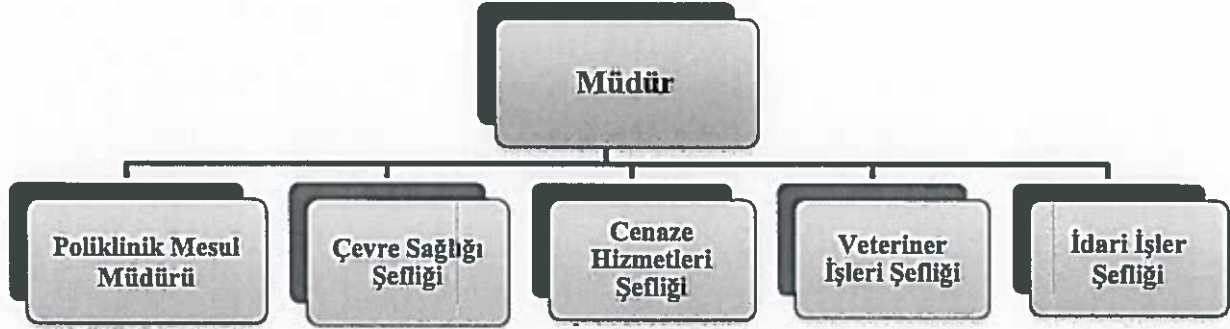 Müdür
Poliklinik Mesul
Müdürü
Çevre Sağlığı
Şefliği
Cenaze
Hizmetleri
Şefliği
Veteriner
İşleri Şefliği
İdari İşler
Şefliği